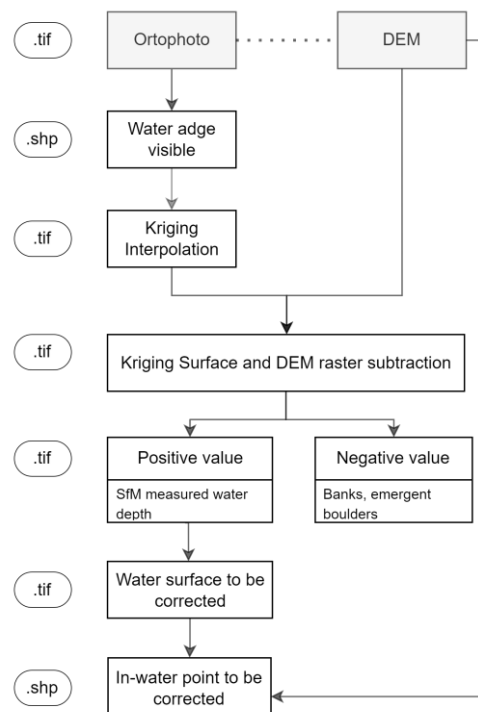 .tif
Ortophoto
DEM
.shp
Water adge
visible
.tif
Kriging
Interpolation
.tif
Kriging Surface and DEM raster subtraction
.tif
Positive value
SfM measured water
depth
Negative value
Banks, emergent
boulders
.tif
Water surface to be
corrected
.shp
In-water point to be
corrected